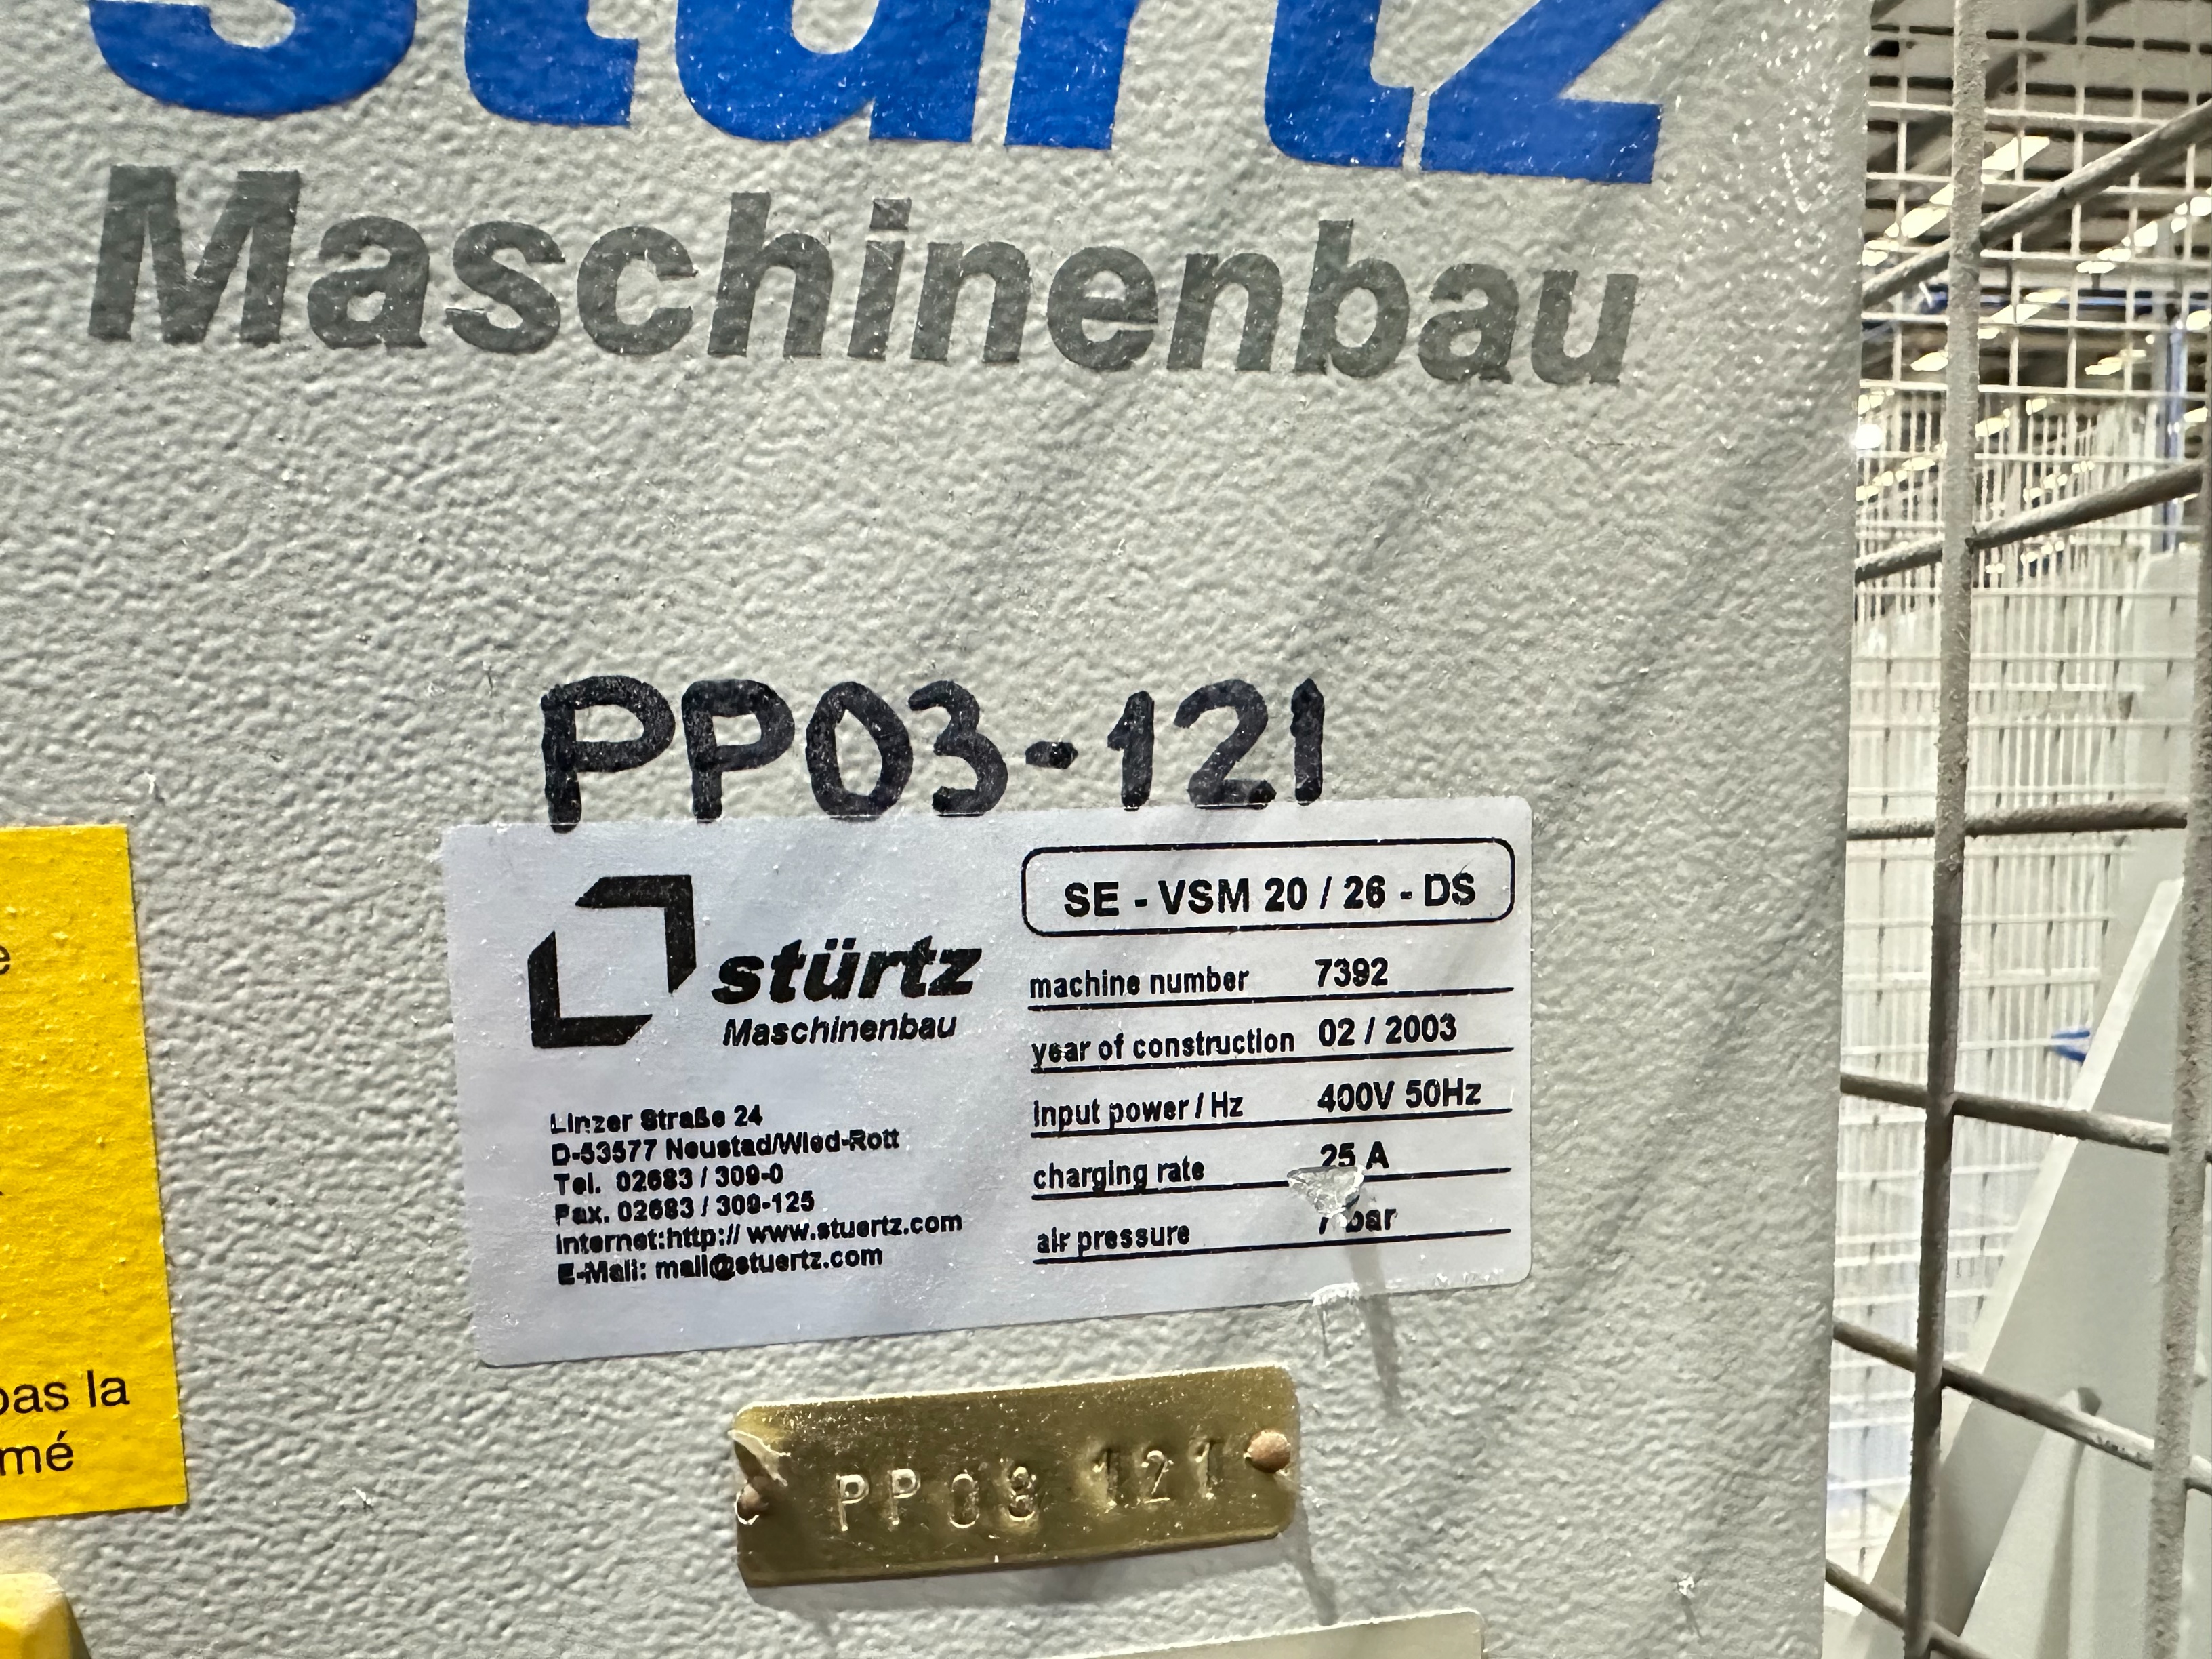 stürtz
Maschinenbau
PP03-121
stürtz
Maschinenbau
Linzer Straße 24
D-53577 Neustad/Wied-Rott
Tel. 02683 / 309-0
Fax. 02683 / 309-125
Internet:http:// www.stuertz.com
E-Mail: mail@stuertz.com
SE - VSM 20 / 26 - DS
machine number 7392
year of construction 02 / 2003
Input power / Hz 400V 50Hz
charging rate 25 A
air pressure bar
pas la
mé
PP03 121